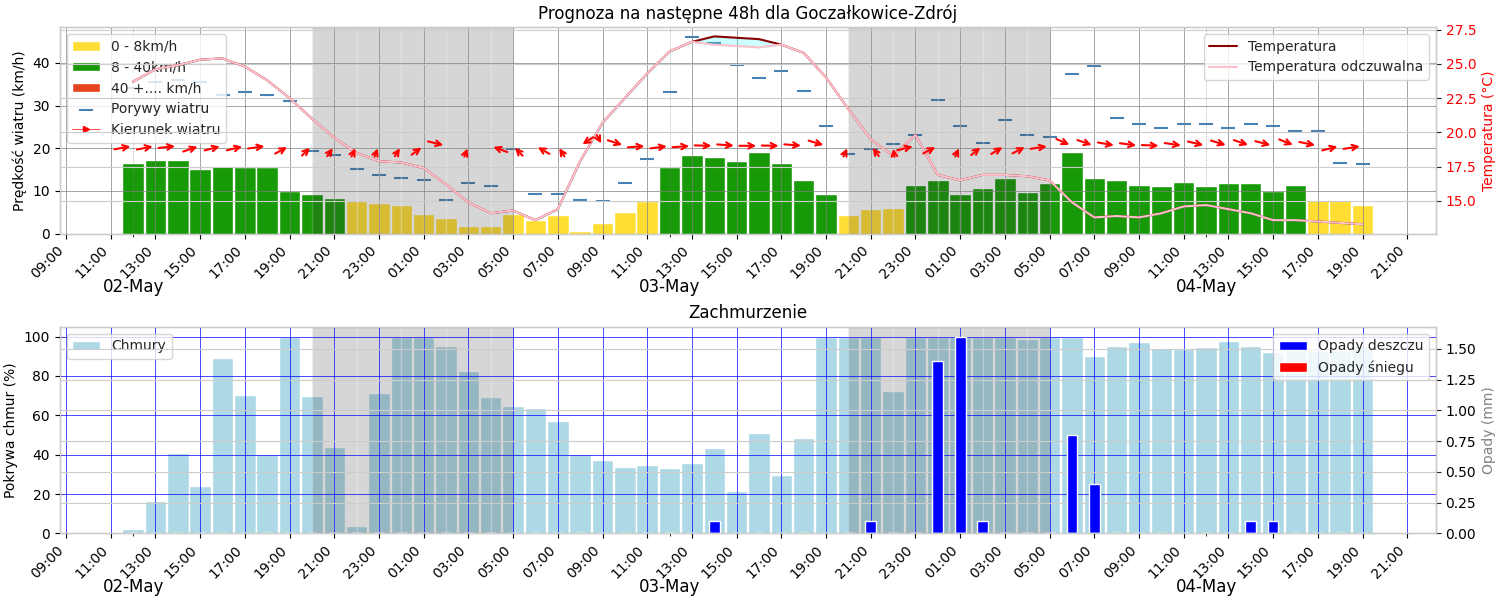 Prognoza na następne 48h dla Goczałkowice-Zdrój
0 - 8km/h
8 - 40km/h
40 +.... km/h
Porywy wiatru
Kierunek wiatru
Temperatura
Temperatura odczuwalna
Prędkość wiatru (km/h)
40
30
20
10
0
27.5
25.0
22.5
20.0
17.5
15.0
Temperatura (°C)
09:00 11:00 13:00 15:00 17:00 19:00 21:00 23:00 01:00 03:00 05:00 07:00 09:00 11:00 13:00 15:00 17:00 19:00 21:00 23:00 01:00 03:00 05:00 07:00 09:00 11:00 13:00 15:00 17:00 19:00 21:00
02-May 03-May 04-May
Zachmurzenie
Chmury
Opady deszczu
Opady śniegu
Pokrywa chmur (%)
100
80
60
40
20
0
1.50
1.25
1.00
0.75
0.50
0.25
0.00
Opady (mm)
09:00 11:00 13:00 15:00 17:00 19:00 21:00 23:00 01:00 03:00 05:00 07:00 09:00 11:00 13:00 15:00 17:00 19:00 21:00 23:00 01:00 03:00 05:00 07:00 09:00 11:00 13:00 15:00 17:00 19:00 21:00
02-May 03-May 04-May